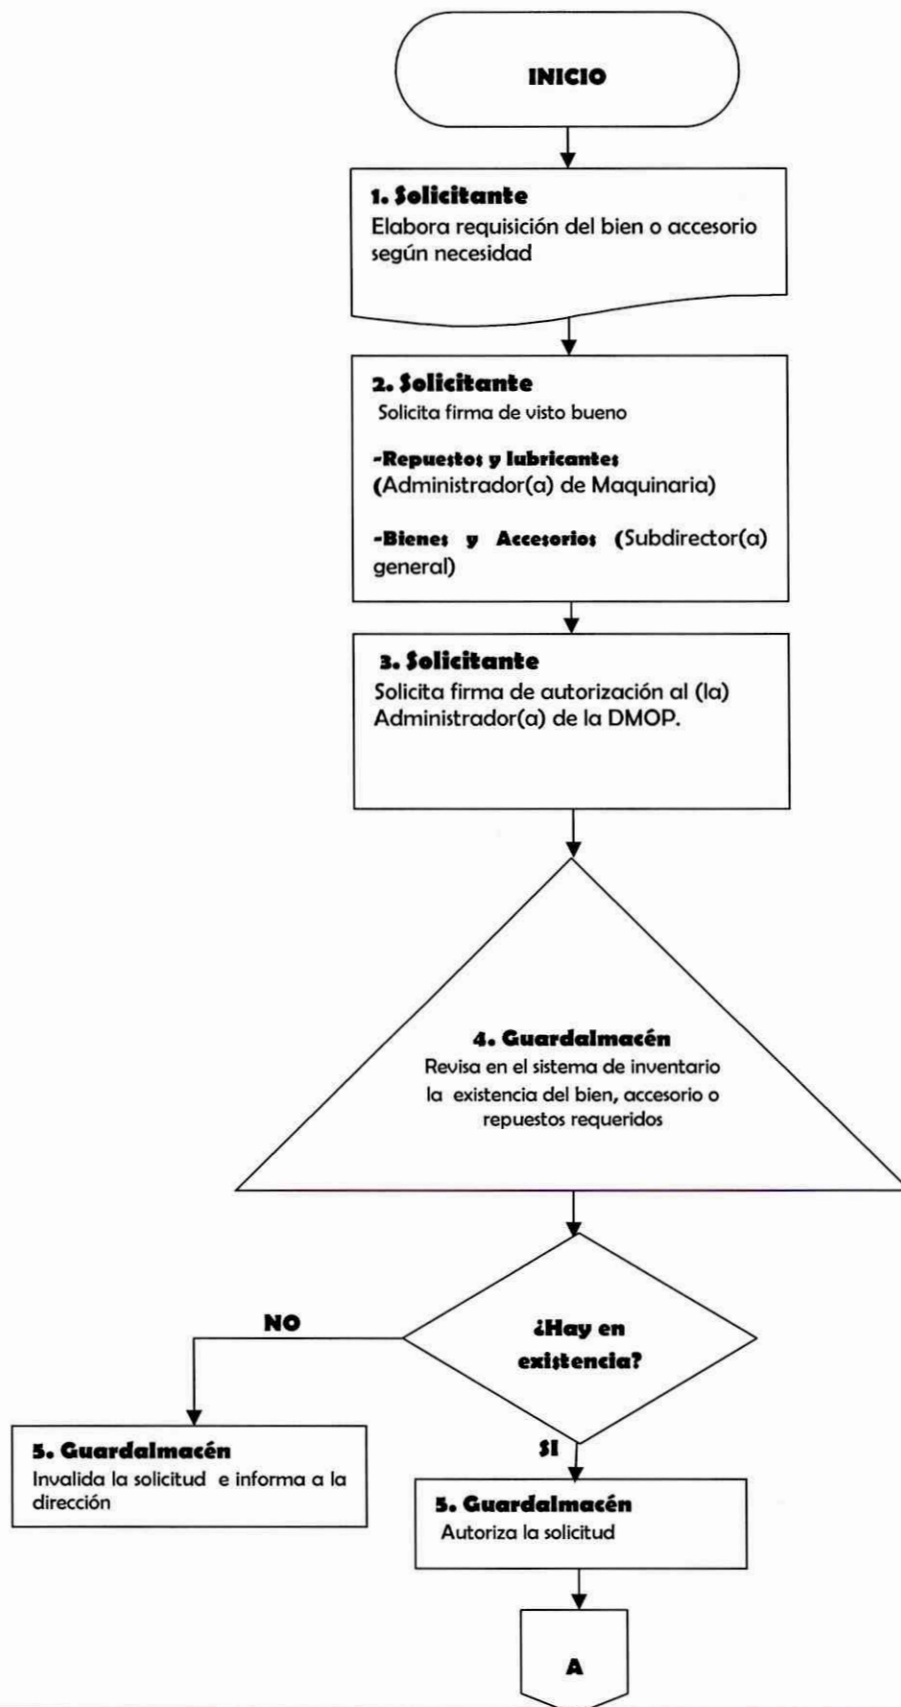 INICIO
1. Solicitante
Elabora requisición del bien o accesorio
según necesidad
2. Solicitante
Solicita firma de visto bueno
-Repuestos y lubricantes
(Administrador(a) de Maquinaria)
-Bienes y Accesorios (Subdirector(a)
general)
3. Solicitante
Solicita firma de autorización al (la)
Administrador(a) de la DMOP.
4. Guardalmacén
Revisa en el sistema de inventario
la existencia del bien, accesorio o
repuestos requeridos
¿Hay en
existencia?
NO
5. Guardalmacén
Invalida la solicitud e informa a la
dirección
SI
5. Guardalmacén
Autoriza la solicitud
A